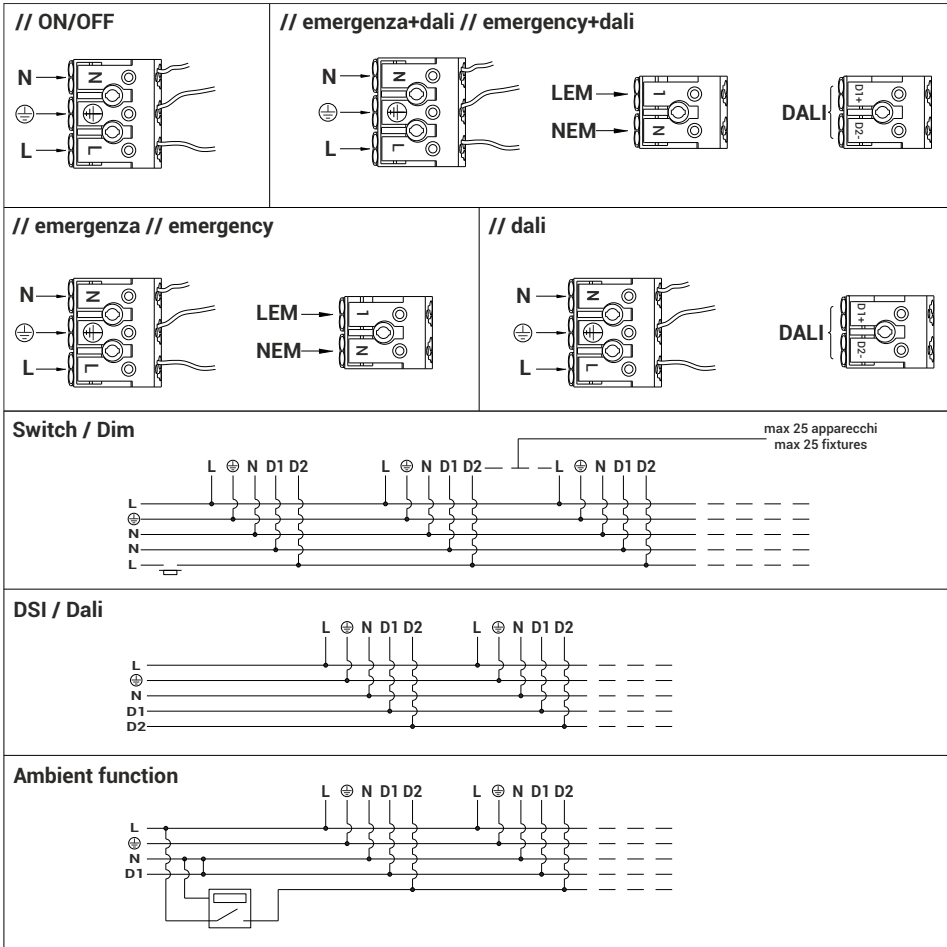 // ON/OFF
N
⏚
L
N
⏚
L
// emergenza+dali // emergency+dali
N
⏚
L
N
⏚
L
LEM
NEM
1
N
DALI
D1+
D2-
// emergenza // emergency
N
⏚
L
N
⏚
L
LEM
NEM
1
N
// dali
N
⏚
L
N
⏚
L
DALI
D1+
D2-
Switch / Dim
max 25 apparecchi
max 25 fixtures
L ⏚ N D1 D2 L ⏚ N D1 D2 L ⏚ N D1 D2
L
⏚
N
N
L
DSI / Dali
L ⏚ N D1 D2 L ⏚ N D1 D2
L
⏚
N
D1
D2
Ambient function
L ⏚ N D1 D2 L ⏚ N D1 D2
L
⏚
N
D1